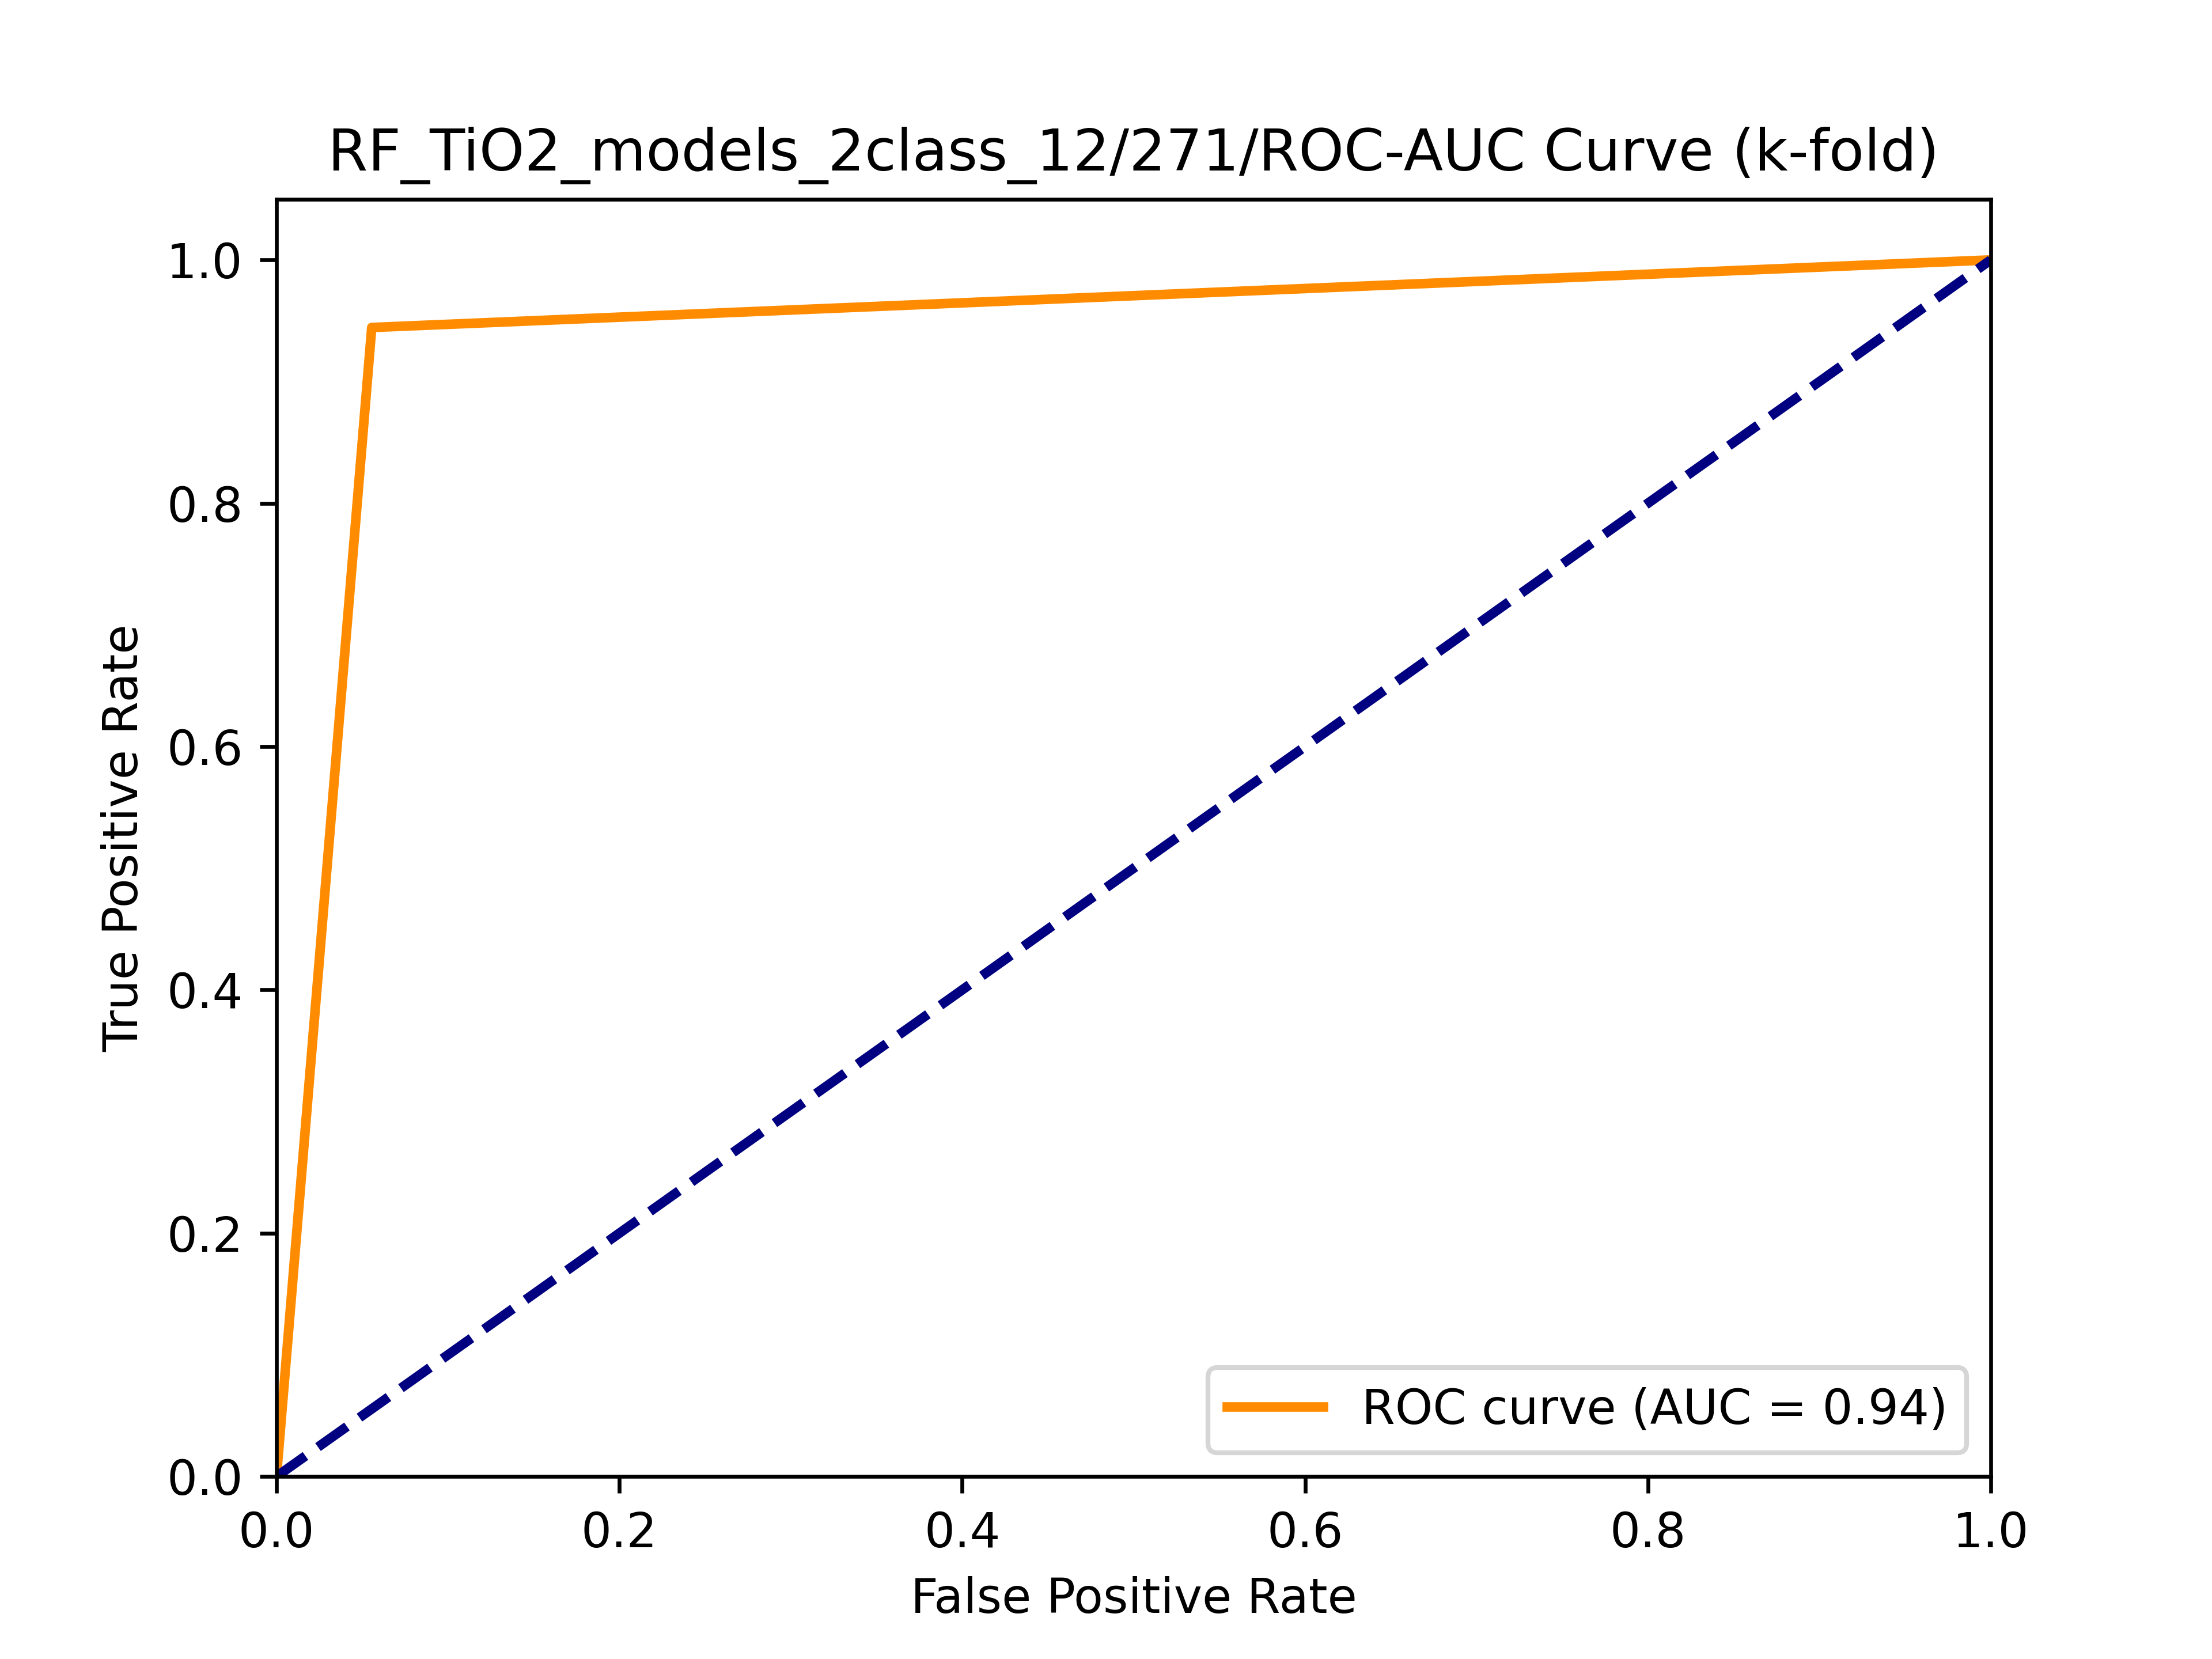 RF_TiO2_models_2class_12/271/ROC-AUC Curve (k-fold)
True Positive Rate
1.0
0.8
0.6
0.4
0.2
0.0
ROC curve (AUC = 0.94)
0.0 0.2 0.4 0.6 0.8 1.0
False Positive Rate